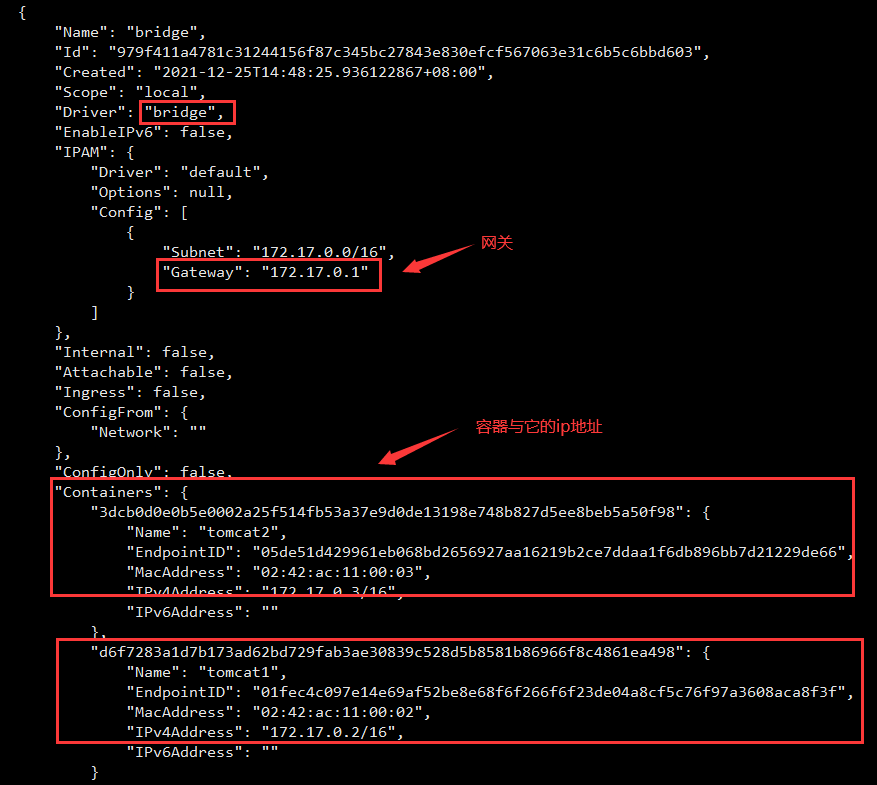 {
"Name": "bridge",
"Id": "979f411a4781c31244156f87c345bc27843e830efcf567063e31c6b5c6bbd603",
"Created": "2021-12-25T14:48:25.936122867+08:00",
"Scope": "local",
"Driver": "bridge",
"EnableIPv6": false,
"IPAM": {
"Driver": "default",
"Options": null,
"Config": [
{
"Subnet": "172.17.0.0/16",
网关
"Gateway": "172.17.0.1"
}
]
},
"Internal": false,
"Attachable": false,
"Ingress": false,
"ConfigFrom": {
"Network": ""
容器与它的ip地址
},
"ConfigOnly": false,
"Containers": {
"3dcb0d0e0b5e0002a25f514fb53a37e9d0de13198e748b827d5ee8beb5a50f98": {
"Name": "tomcat2",
"EndpointID": "05de51d429961eb068bd2656927aa16219b2ce7ddaa1f6db896bb7d21229de66",
"MacAddress": "02:42:ac:11:00:03",
"IPv4Address": "172.17.0.3/16",
"IPv6Address": ""
},
"d6f7283a1d7b173ad62bd729fab3ae30839c528d5b8581b86966f8c4861ea498": {
"Name": "tomcat1",
"EndpointID": "01fec4c097e14e69af52be8e68f6f266f6f23de04a8cf5c76f97a3608aca8f3f",
"MacAddress": "02:42:ac:11:00:02",
"IPv4Address": "172.17.0.2/16",
"IPv6Address": ""
}